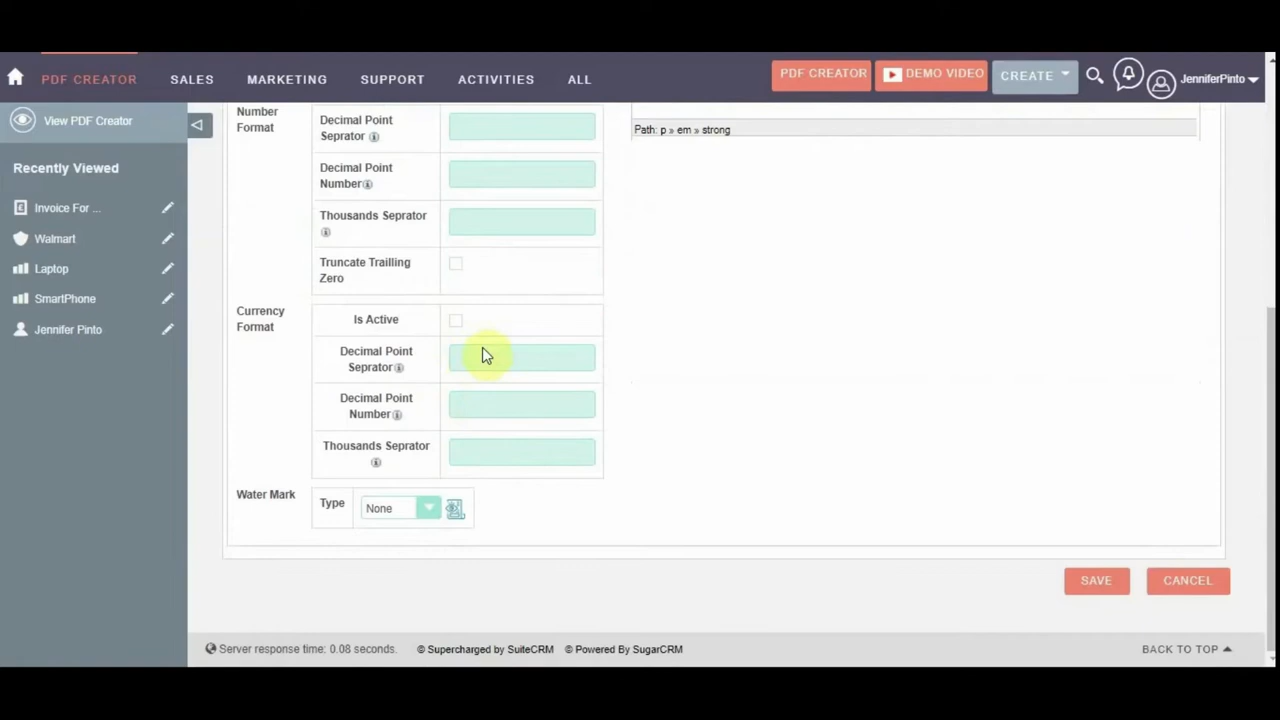 PDF CREATOR SALES MARKETING SUPPORT ACTIVITIES ALL PDF CREATOR DEMO VIDEO CREATE JenniferPinto
View PDF Creator
Recently Viewed
Invoice For ...
Walmart
Laptop
SmartPhone
Jennifer Pinto
Number
Format
Decimal Point
Seprator
Decimal Point
Number
Thousands Seprator
Truncate Trailling
Zero
Path: p » em » strong
Currency
Format
Is Active
Decimal Point
Seprator
Decimal Point
Number
Thousands Seprator
Water Mark
Type
None
SAVE CANCEL
Server response time: 0.08 seconds. © Supercharged by SuiteCRM © Powered By SugarCRM BACK TO TOP